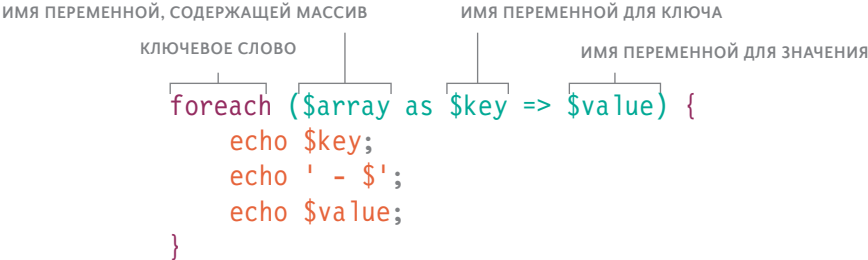 ИМЯ ПЕРЕМЕННОЙ, СОДЕРЖАЩЕЙ МАССИВ
ИМЯ ПЕРЕМЕННОЙ ДЛЯ КЛЮЧА
КЛЮЧЕВОЕ СЛОВО
ИМЯ ПЕРЕМЕННОЙ ДЛЯ ЗНАЧЕНИЯ
foreach ($array as $key => $value) {
    echo $key;
    echo ' - $';
    echo $value;
}